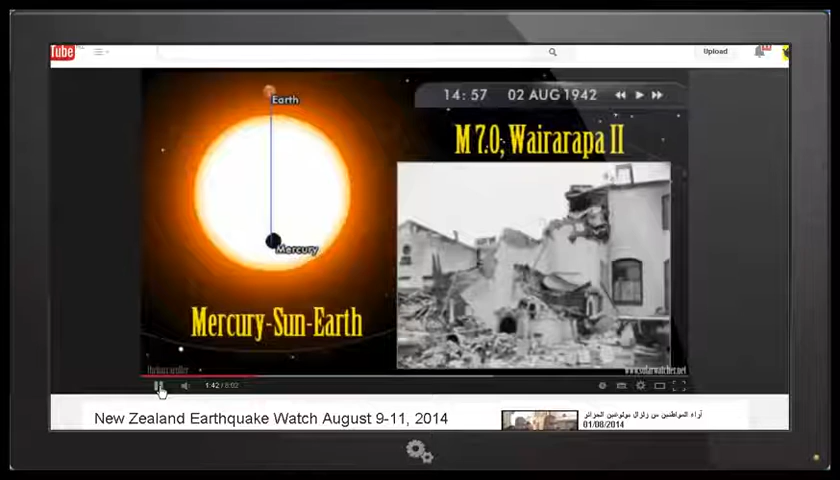 Tube
Upload
Earth
14:57 02 AUG 1942
M 7.0; Wairarapa II
Mercury
Mercury-Sun-Earth
www.solarwatcher.net
1:42 / 8:02
New Zealand Earthquake Watch August 9-11, 2014
01/08/2014